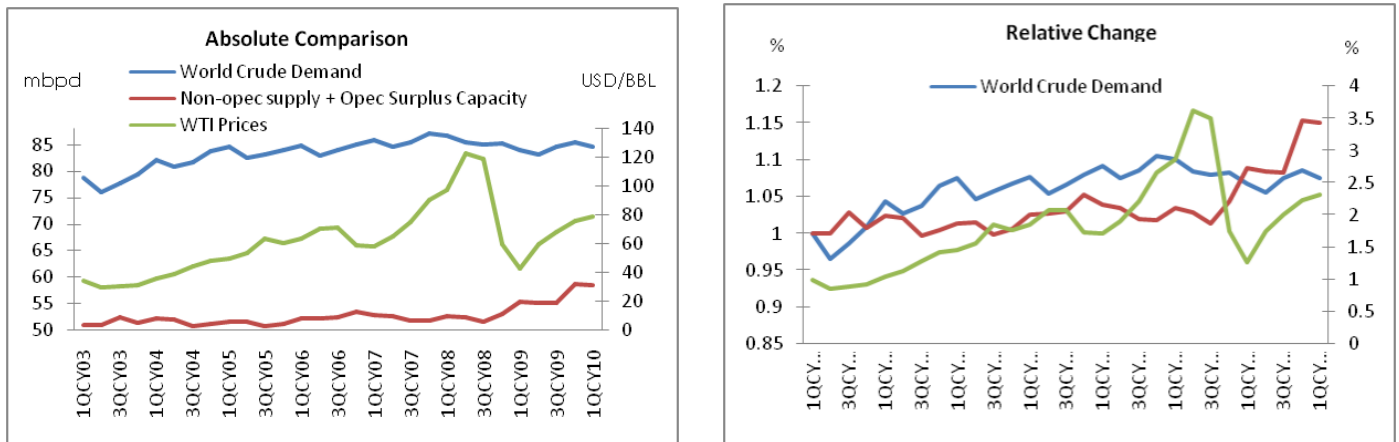 Absolute Comparison
mbpd
USD/BBL
World Crude Demand
Non-opec supply + Opec Surplus Capacity
WTI Prices
85
80
75
70
65
60
55
50
140
120
100
80
60
40
20
0
1QCY03
3QCY03
1QCY04
3QCY04
1QCY05
3QCY05
1QCY06
3QCY06
1QCY07
3QCY07
1QCY08
3QCY08
1QCY09
3QCY09
1QCY10
Relative Change
%
%
World Crude Demand
1.2
1.15
1.1
1.05
1
0.95
0.9
0.85
4
3.5
3
2.5
2
1.5
1
0.5
0
1QCY...
3QCY...
1QCY...
3QCY...
1QCY...
3QCY...
1QCY...
3QCY...
1QCY...
3QCY...
1QCY...
3QCY...
1QCY...
3QCY...
1QCY...